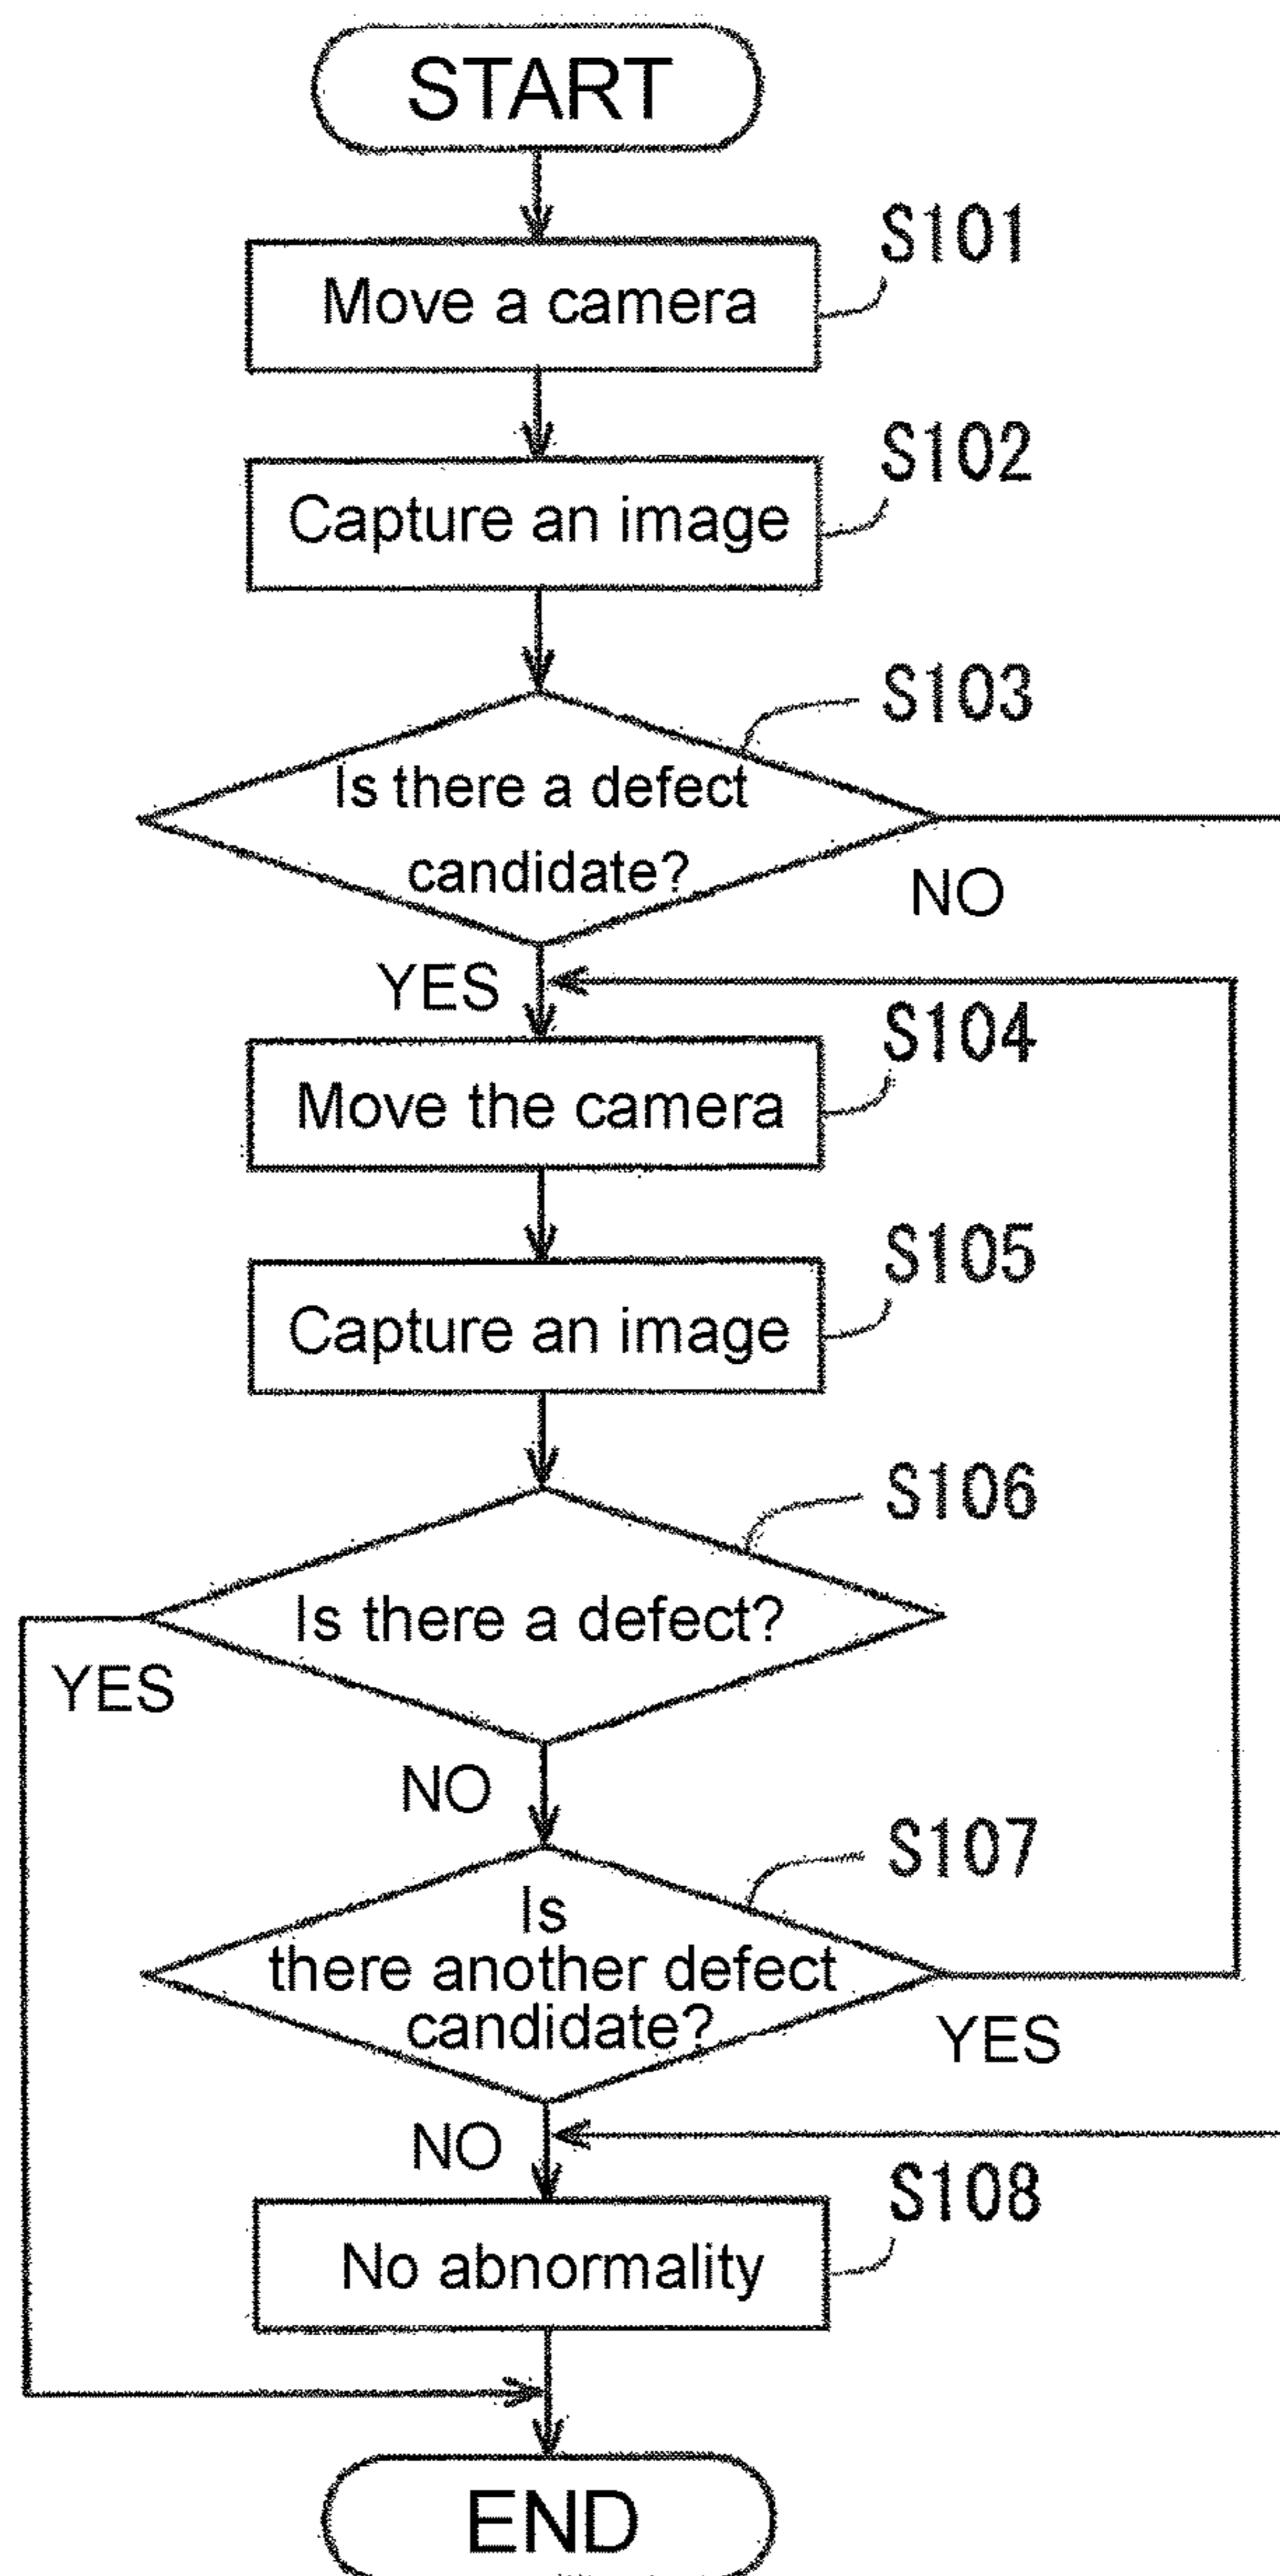 START
S101
Move a camera
S102
Capture an image
S103
Is there a defect
candidate?
NO
YES
S104
Move the camera
S105
Capture an image
S106
Is there a defect?
YES
NO
S107
Is
there another defect
candidate?
YES
NO
S108
No abnormality
END